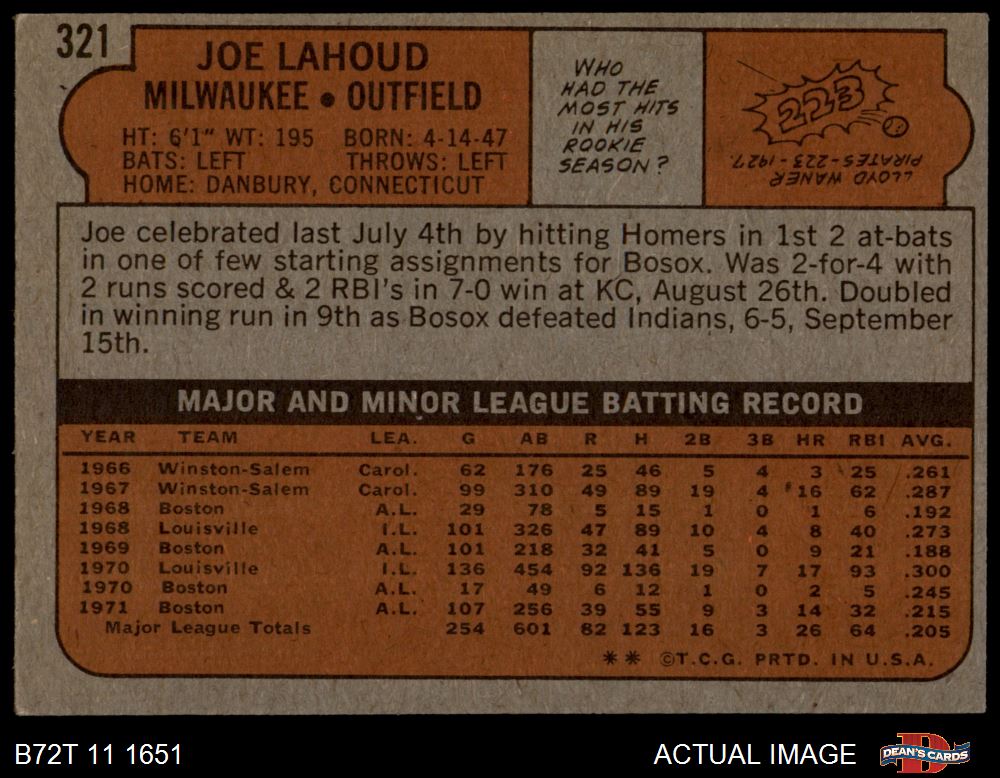 321
JOE LAHOUD
MILWAUKEE • OUTFIELD
HT: 6'1" WT: 195 BORN: 4-14-47
BATS: LEFT THROWS: LEFT
HOME: DANBURY, CONNECTICUT
WHO
HAD THE
MOST HITS
IN HIS
ROOKIE
SEASON?
223
LLOYD WANER
PIRATES-223-1927.
Joe celebrated last July 4th by hitting Homers in 1st 2 at-bats
in one of few starting assignments for Bosox. Was 2-for-4 with
2 runs scored & 2 RBI's in 7-0 win at KC, August 26th. Doubled
in winning run in 9th as Bosox defeated Indians, 6-5, September
15th.
MAJOR AND MINOR LEAGUE BATTING RECORD
YEAR TEAM LEA. G AB R H 2B 3B HR RBI AVG.
1966 Winston-Salem Carol. 62 176 25 46 5 4 3 25 .261
1967 Winston-Salem Carol. 99 310 49 89 19 4 16 62 .287
1968 Boston A.L. 29 78 5 15 1 0 1 6 .192
1968 Louisville I.L. 101 326 47 89 10 4 8 40 .273
1969 Boston A.L. 101 218 32 41 5 0 9 21 .188
1970 Louisville I.L. 136 454 92 136 19 7 17 93 .300
1970 Boston A.L. 17 49 6 12 1 0 2 5 .245
1971 Boston A.L. 107 256 39 55 9 3 14 32 .215
Major League Totals 254 601 82 123 16 3 26 64 .205
** ©T.C.G. PRTD. IN U.S.A.
B72T 11 1651
ACTUAL IMAGE
DEAN'S CARDS